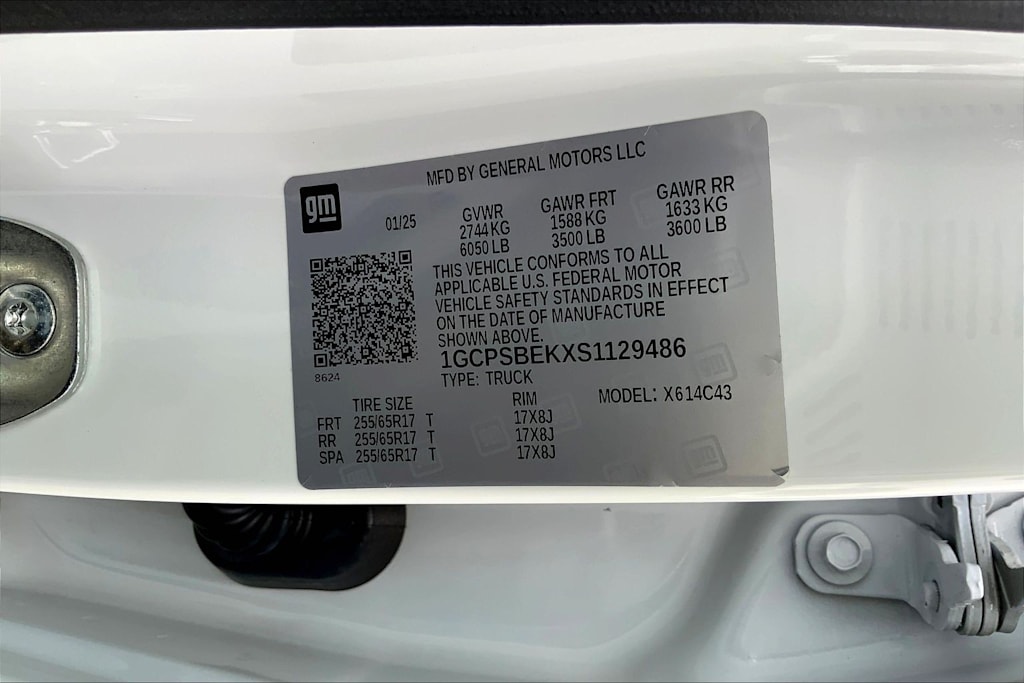 MFD BY GENERAL MOTORS LLC
gm
01/25
GVWR GAWR FRT GAWR RR
2744 KG 1588 KG 1633 KG
6050 LB 3500 LB 3600 LB
THIS VEHICLE CONFORMS TO ALL
APPLICABLE U.S. FEDERAL MOTOR
VEHICLE SAFETY STANDARDS IN EFFECT
ON THE DATE OF MANUFACTURE
SHOWN ABOVE.
1GCPSBEKXS1129486
8624
TYPE: TRUCK
MODEL: X614C43
TIRE SIZE RIM
FRT 255/65R17 T 17X8J
RR 255/65R17 T 17X8J
SPA 255/65R17 T 17X8J